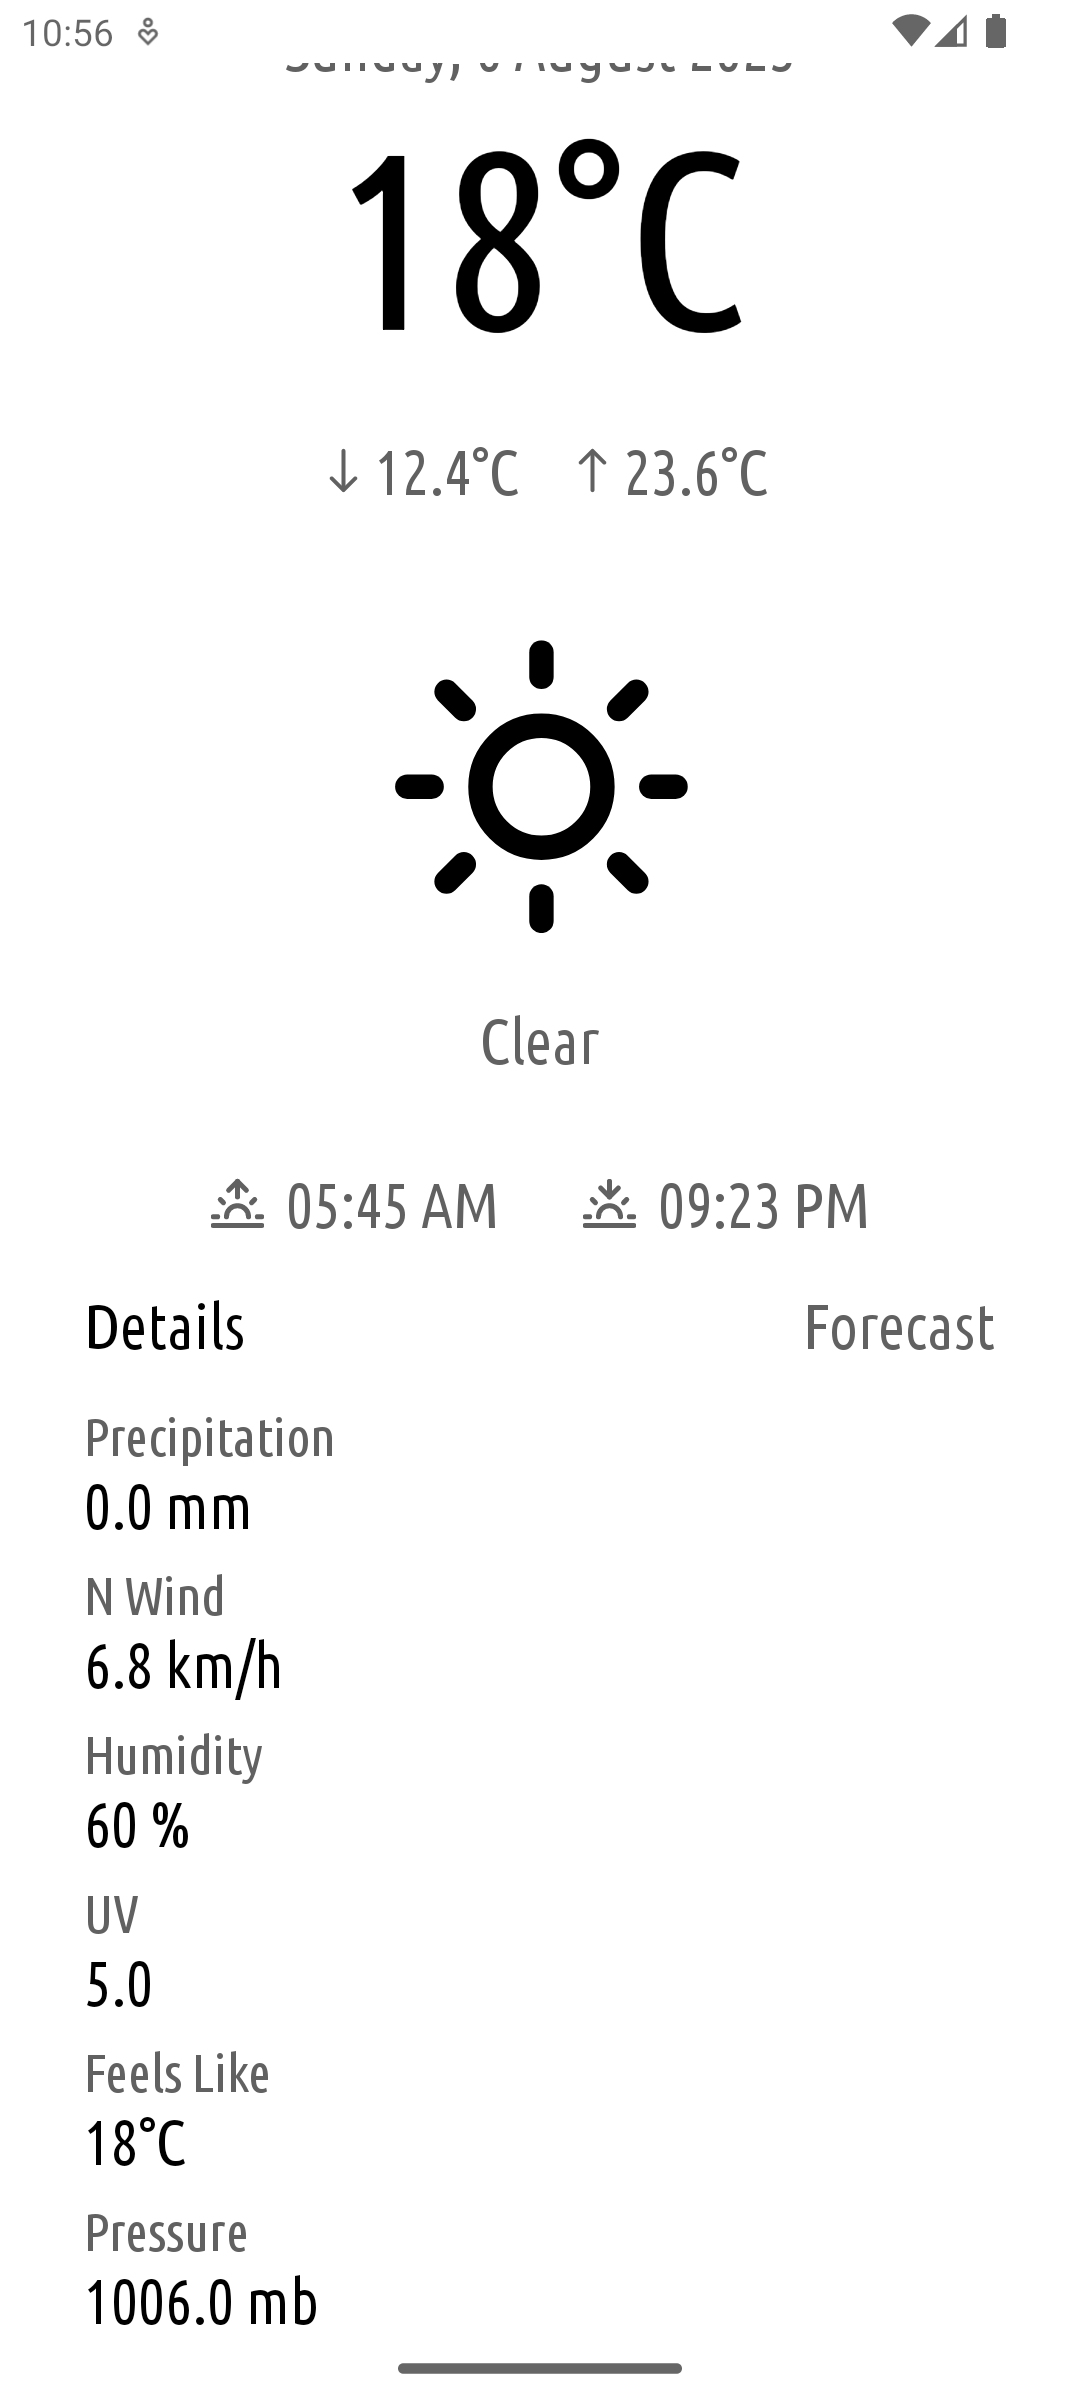 10:56
18°C
↓ 12.4°C ↑ 23.6°C
Clear
05:45 AM 09:23 PM
Details Forecast
Precipitation
0.0 mm
N Wind
6.8 km/h
Humidity
60 %
UV
5.0
Feels Like
18°C
Pressure
1006.0 mb